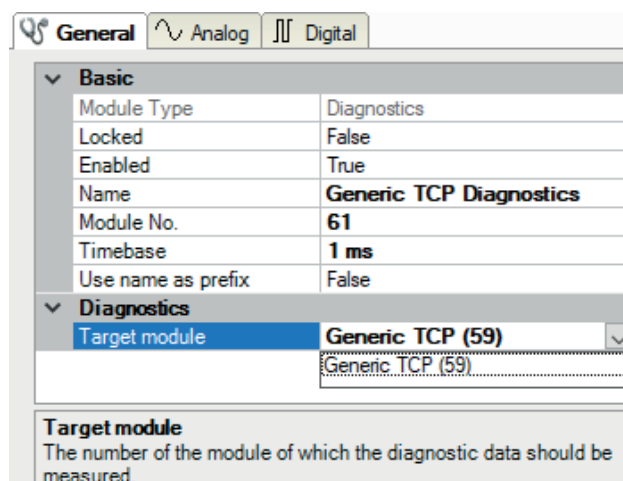 General Analog Digital
Basic
Module Type Diagnostics
Locked False
Enabled True
Name Generic TCP Diagnostics
Module No. 61
Timebase 1 ms
Use name as prefix False
Diagnostics
Target module Generic TCP (59)
Generic TCP (59)
Target module
The number of the module of which the diagnostic data should be
measured